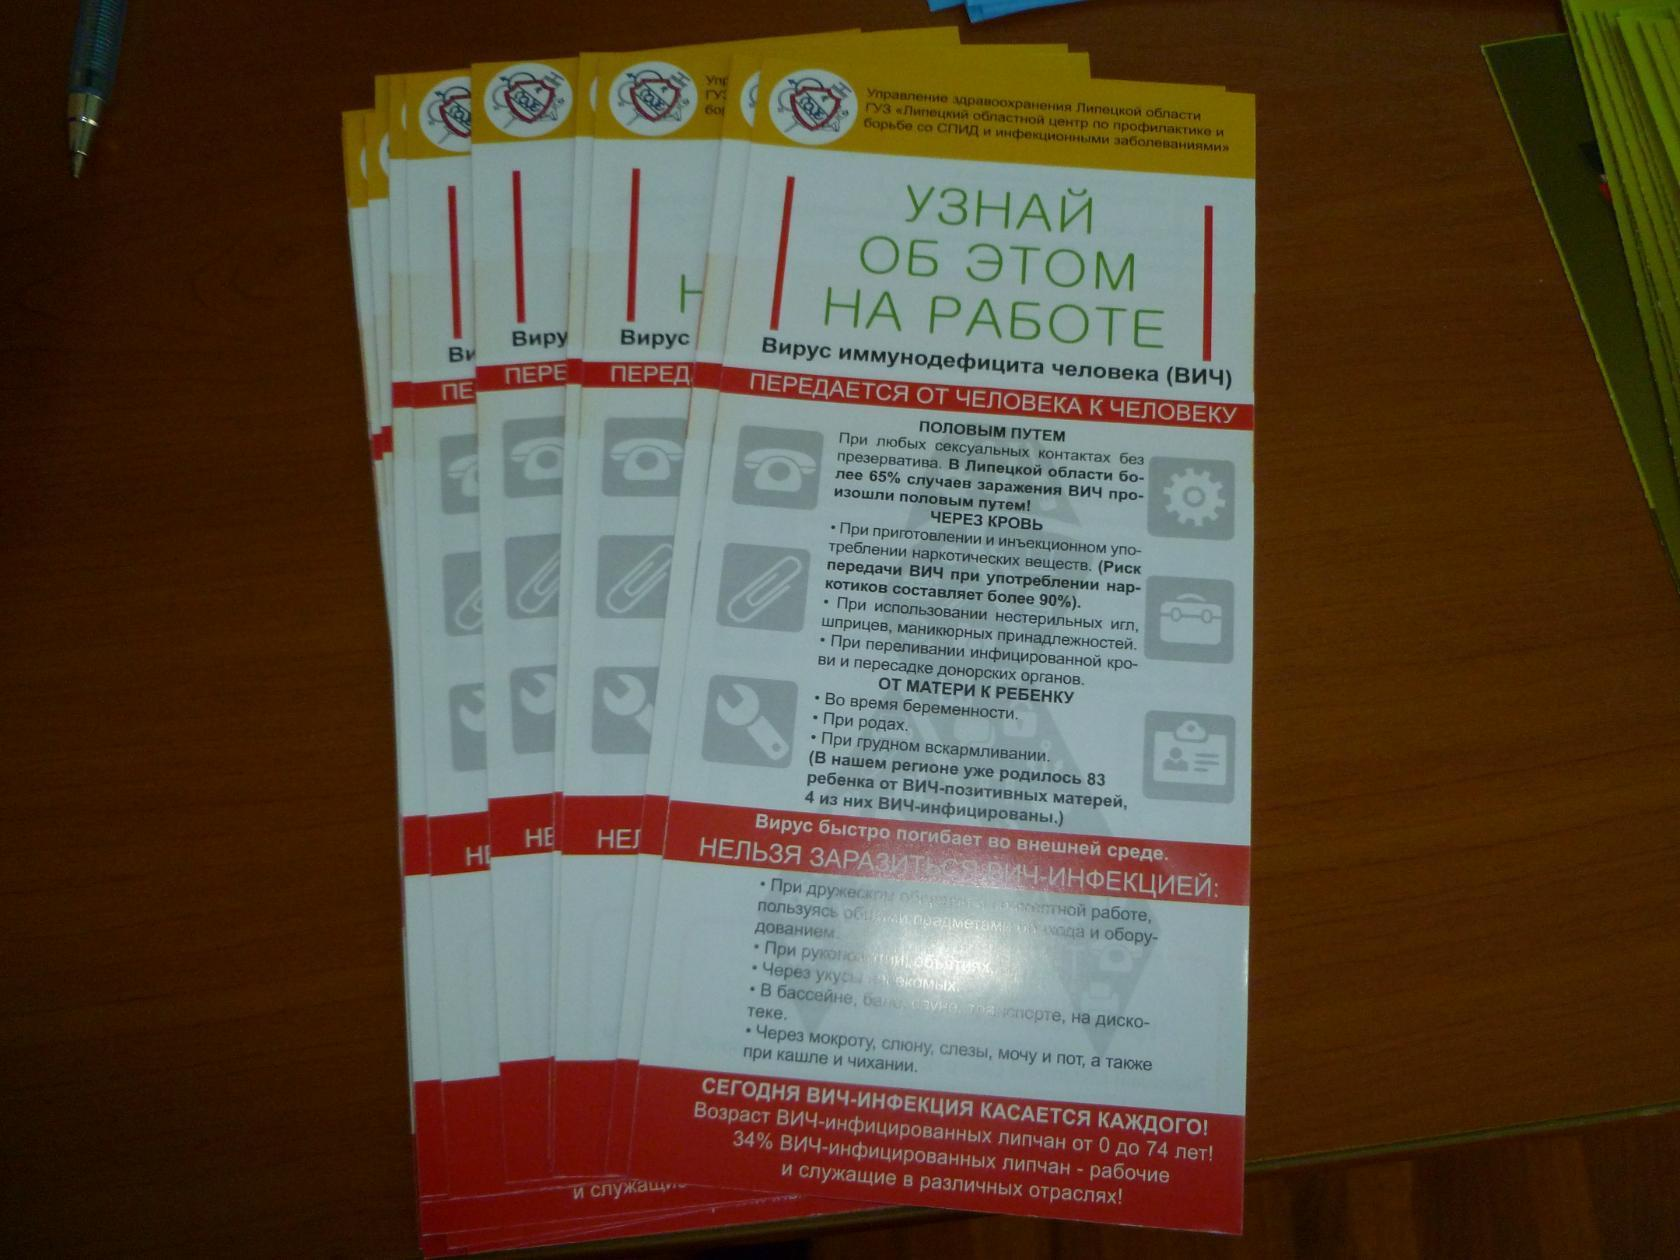 Управление здравоохранения Липецкой области
ГУЗ «Липецкий областной центр по профилактике и
борьбе со СПИД и инфекционными заболеваниями»
УЗНАЙ
ОБ ЭТОМ
НА РАБОТЕ
Вирус иммунодефицита человека (ВИЧ)
ПЕРЕДАЕТСЯ ОТ ЧЕЛОВЕКА К ЧЕЛОВЕКУ
ПОЛОВЫМ ПУТЕМ
При любых сексуальных контактах без
презерватива. В Липецкой области бо-
лее 65% случаев заражения ВИЧ про-
изошли половым путем!
ЧЕРЕЗ КРОВЬ
• При приготовлении и инъекционном упо-
треблении наркотических веществ. (Риск
передачи ВИЧ при употреблении нар-
котиков составляет более 90%).
• При использовании нестерильных игл,
шприцев, маникюрных принадлежностей.
• При переливании инфицированной кро-
ви и пересадке донорских органов.
ОТ МАТЕРИ К РЕБЕНКУ
• Во время беременности.
• При родах.
• При грудном вскармливании.
(В нашем регионе уже родилось 83
ребенка от ВИЧ-позитивных матерей,
4 из них ВИЧ-инфицированы.)
Вирус быстро погибает во внешней среде.
НЕЛЬЗЯ ЗАРАЗИТЬСЯ ВИЧ-ИНФЕКЦИЕЙ:
• При дружеском работе,
пользуясь общими предметами и обору-
дованием.
• При объятиях.
• Через укусы насекомых.
• В бассейне, бане, сауне, транспорте, на диско-
теке.
• Через мокроту, слюну, слезы, мочу и пот, а также
при кашле и чихании.
СЕГОДНЯ ВИЧ-ИНФЕКЦИЯ КАСАЕТСЯ КАЖДОГО!
Возраст ВИЧ-инфицированных липчан от 0 до 74 лет!
34% ВИЧ-инфицированных липчан - рабочие
и служащие в различных отраслях!